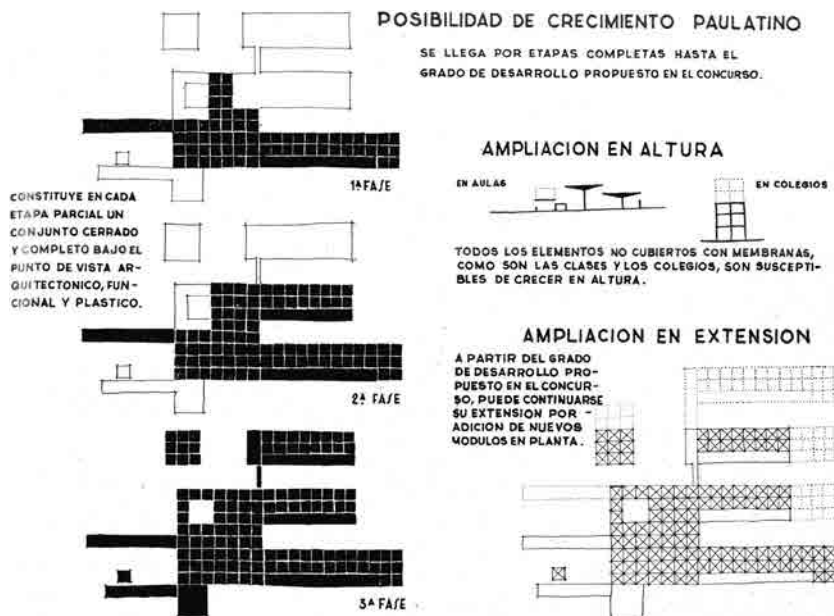 POSIBILIDAD DE CRECIMIENTO PAULATINO
SE LLEGA POR ETAPAS COMPLETAS HASTA EL
GRADO DE DESARROLLO PROPUESTO EN EL CONCURSO.
1ª FASE
CONSTITUYE EN CADA
ETAPA PARCIAL UN
CONJUNTO CERRADO
Y COMPLETO BAJO EL
PUNTO DE VISTA AR-
QUITECTONICO, FUN-
CIONAL Y PLASTICO.
2ª FASE
3ª FASE
AMPLIACION EN ALTURA
EN AULAS
EN COLEGIOS
TODOS LOS ELEMENTOS NO CUBIERTOS CON MEMBRANAS,
COMO SON LAS CLASES Y LOS COLEGIOS, SON SUSCEPTI-
BLES DE CRECER EN ALTURA.
AMPLIACION EN EXTENSION
A PARTIR DEL GRADO
DE DESARROLLO PRO-
PUESTO EN EL CONCUR-
SO, PUEDE CONTINUARSE
SU EXTENSION POR -
ADICION DE NUEVOS
MODULOS EN PLANTA.